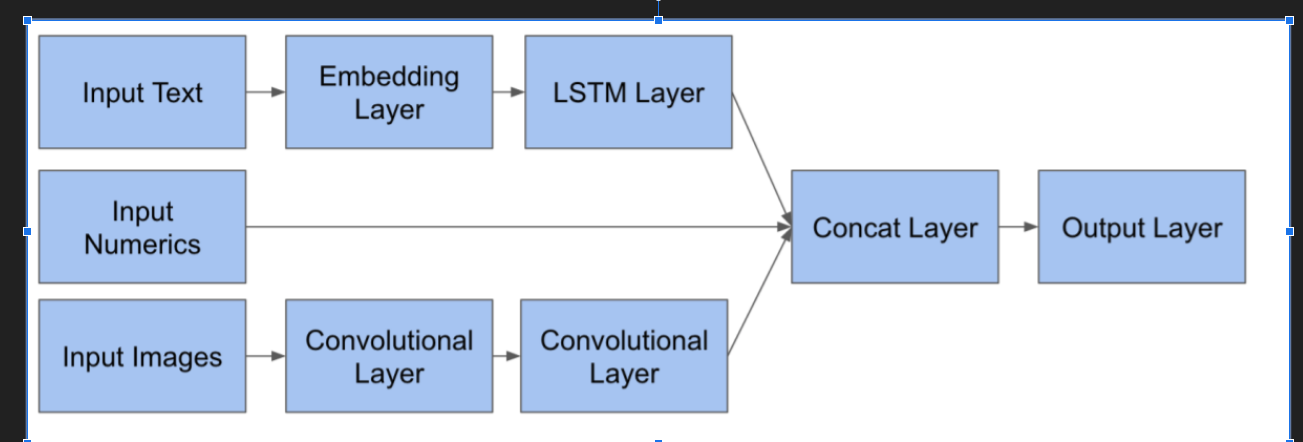 Input Text
Embedding
Layer
LSTM Layer
Input
Numerics
Concat Layer
Output Layer
Input Images
Convolutional
Layer
Convolutional
Layer